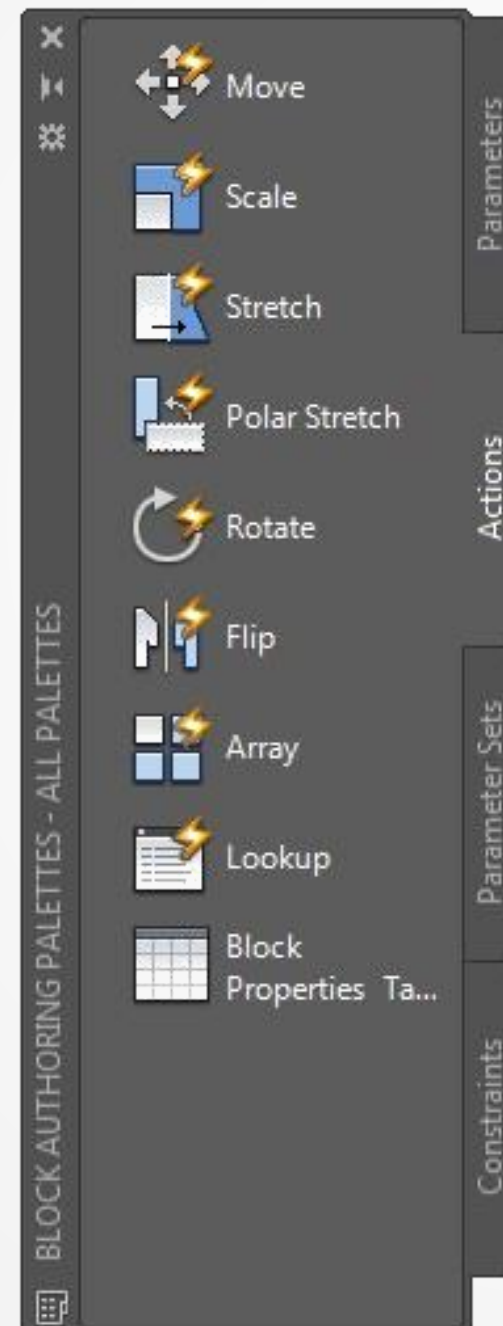 Move
Scale
Stretch
Polar Stretch
Rotate
Flip
Array
Lookup
Block
Properties Ta...
Parameters
Actions
Parameter Sets
Constraints
BLOCK AUTHORING PALETTES - ALL PALETTES